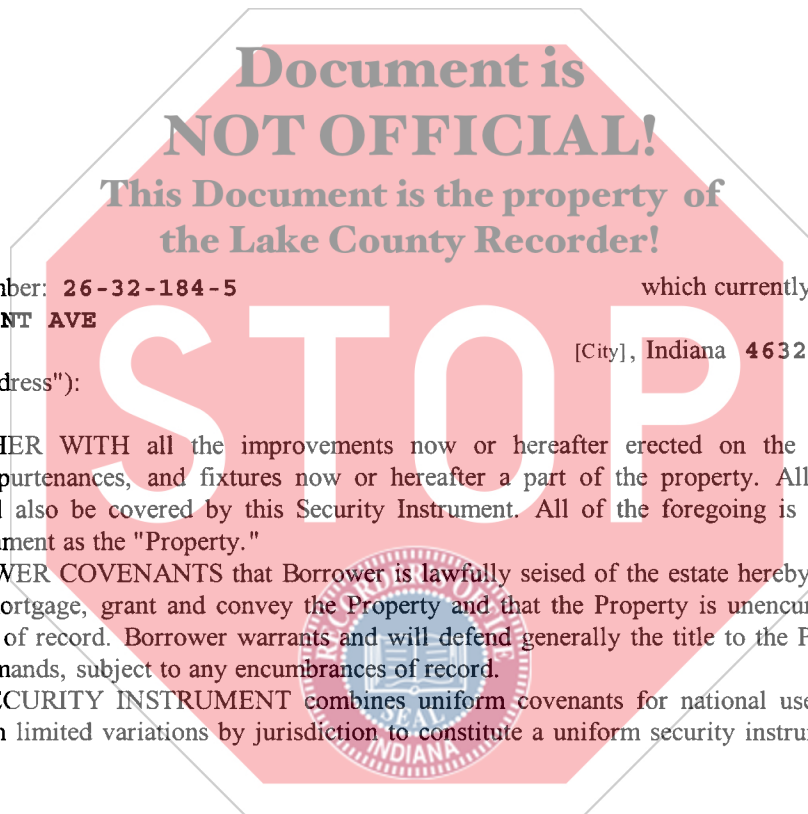 Document is
NOT OFFICIAL!
This Document is the property of
the Lake County Recorder!
nber: 26-32-184-5 which currently
NT AVE
[City], Indiana 4632
dress"):
STOP
HER WITH all the improvements now or hereafter erected on the
purtenances, and fixtures now or hereafter a part of the property. All
l also be covered by this Security Instrument. All of the foregoing is
ment as the "Property."
WER COVENANTS that Borrower is lawfully seised of the estate hereby
ortgage, grant and convey the Property and that the Property is unencu
of record. Borrower warrants and will defend generally the title to the P
mands, subject to any encumbrances of record.
ECURITY INSTRUMENT combines uniform covenants for national use
n limited variations by jurisdiction to constitute a uniform security instru
SEAL
INDIANA